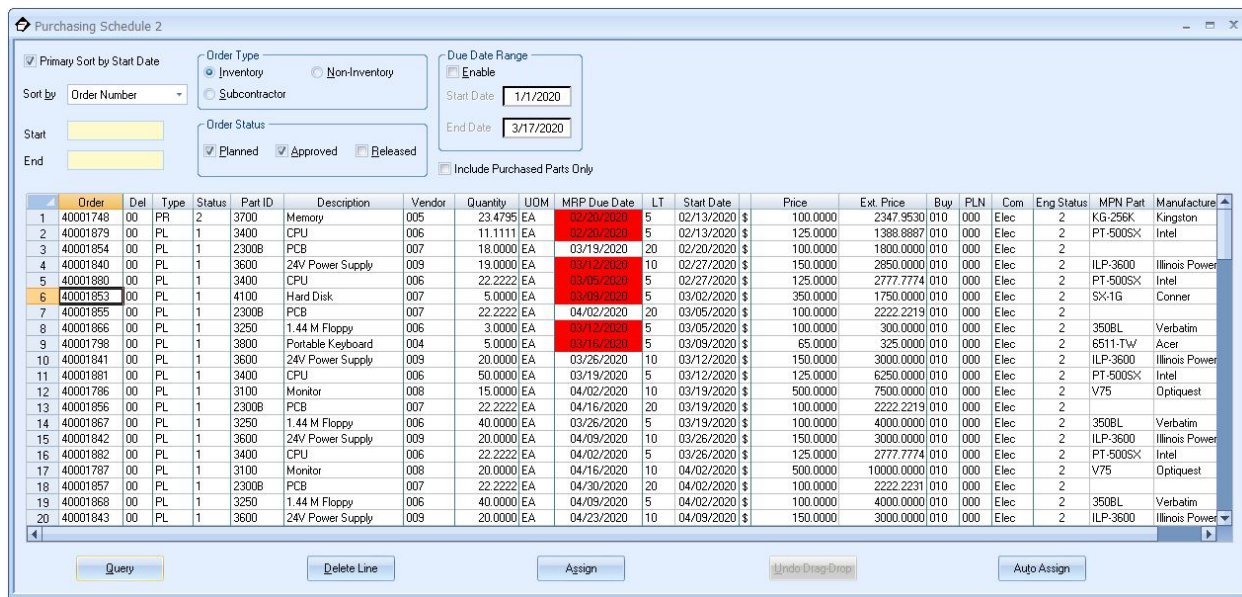 Purchasing Schedule 2
Primary Sort by Start Date
Sort by Order Number
Start
End
Order Type
Inventory Non-Inventory
Subcontractor
Order Status
Planned Approved Released
Due Date Range
Enable
Start Date 1/1/2020
End Date 3/17/2020
Include Purchased Parts Only
Order Del Type Status Part ID Description Vendor Quantity UOM MRP Due Date LT Start Date Price Ext. Price Buy PLN Com Eng Status MPN Part Manufacture
1 40001748 00 PR 2 3700 Memory 005 23.4795 EA 02/20/2020 5 02/13/2020 $ 100.0000 2347.9530 010 000 Elec 2 KG-256K Kingston
2 40001879 00 PL 1 3400 CPU 006 11.1111 EA 02/20/2020 5 02/13/2020 $ 125.0000 1388.8887 010 000 Elec 2 PT-500SX Intel
3 40001854 00 PL 1 2300B PCB 007 18.0000 EA 03/19/2020 20 02/20/2020 $ 100.0000 1800.0000 010 000 Elec 2
4 40001840 00 PL 1 3600 24V Power Supply 009 19.0000 EA 03/12/2020 10 02/27/2020 $ 150.0000 2850.0000 010 000 Elec 2 ILP-3600 Illinois Power
5 40001880 00 PL 1 3400 CPU 006 22.2222 EA 03/05/2020 5 02/27/2020 $ 125.0000 2777.7774 010 000 Elec 2 PT-500SX Intel
6 40001853 00 PL 1 4100 Hard Disk 007 5.0000 EA 03/09/2020 5 03/02/2020 $ 350.0000 1750.0000 010 000 Elec 2 SX-1G Conner
7 40001855 00 PL 1 2300B PCB 007 22.2222 EA 04/02/2020 20 03/05/2020 $ 100.0000 2222.2219 010 000 Elec 2
8 40001866 00 PL 1 3250 1.44 M Floppy 006 3.0000 EA 03/12/2020 5 03/05/2020 $ 100.0000 300.0000 010 000 Elec 2 350BL Verbatim
9 40001798 00 PL 1 3800 Portable Keyboard 004 5.0000 EA 03/16/2020 5 03/09/2020 $ 65.0000 325.0000 010 000 Elec 2 6511-TW Acer
10 40001841 00 PL 1 3600 24V Power Supply 009 20.0000 EA 03/26/2020 10 03/12/2020 $ 150.0000 3000.0000 010 000 Elec 2 ILP-3600 Illinois Power
11 40001881 00 PL 1 3400 CPU 006 50.0000 EA 03/19/2020 5 03/12/2020 $ 125.0000 6250.0000 010 000 Elec 2 PT-500SX Intel
12 40001786 00 PL 1 3100 Monitor 008 15.0000 EA 04/02/2020 10 03/19/2020 $ 500.0000 7500.0000 010 000 Elec 2 V75 Optiquest
13 40001856 00 PL 1 2300B PCB 007 22.2222 EA 04/16/2020 20 03/19/2020 $ 100.0000 2222.2219 010 000 Elec 2
14 40001867 00 PL 1 3250 1.44 M Floppy 006 40.0000 EA 03/26/2020 5 03/19/2020 $ 100.0000 4000.0000 010 000 Elec 2 350BL Verbatim
15 40001842 00 PL 1 3600 24V Power Supply 009 20.0000 EA 04/09/2020 10 03/26/2020 $ 150.0000 3000.0000 010 000 Elec 2 ILP-3600 Illinois Power
16 40001882 00 PL 1 3400 CPU 006 22.2222 EA 04/02/2020 5 03/26/2020 $ 125.0000 2777.7774 010 000 Elec 2 PT-500SX Intel
17 40001787 00 PL 1 3100 Monitor 008 20.0000 EA 04/16/2020 10 04/02/2020 $ 500.0000 10000.0000 010 000 Elec 2 V75 Optiquest
18 40001857 00 PL 1 2300B PCB 007 22.2222 EA 04/30/2020 20 04/02/2020 $ 100.0000 2222.2231 010 000 Elec 2
19 40001868 00 PL 1 3250 1.44 M Floppy 006 40.0000 EA 04/09/2020 5 04/02/2020 $ 100.0000 4000.0000 010 000 Elec 2 350BL Verbatim
20 40001843 00 PL 1 3600 24V Power Supply 009 20.0000 EA 04/23/2020 10 04/09/2020 $ 150.0000 3000.0000 010 000 Elec 2 ILP-3600 Illinois Power
Query Delete Line Assign Undo Drag-Drop Auto Assign